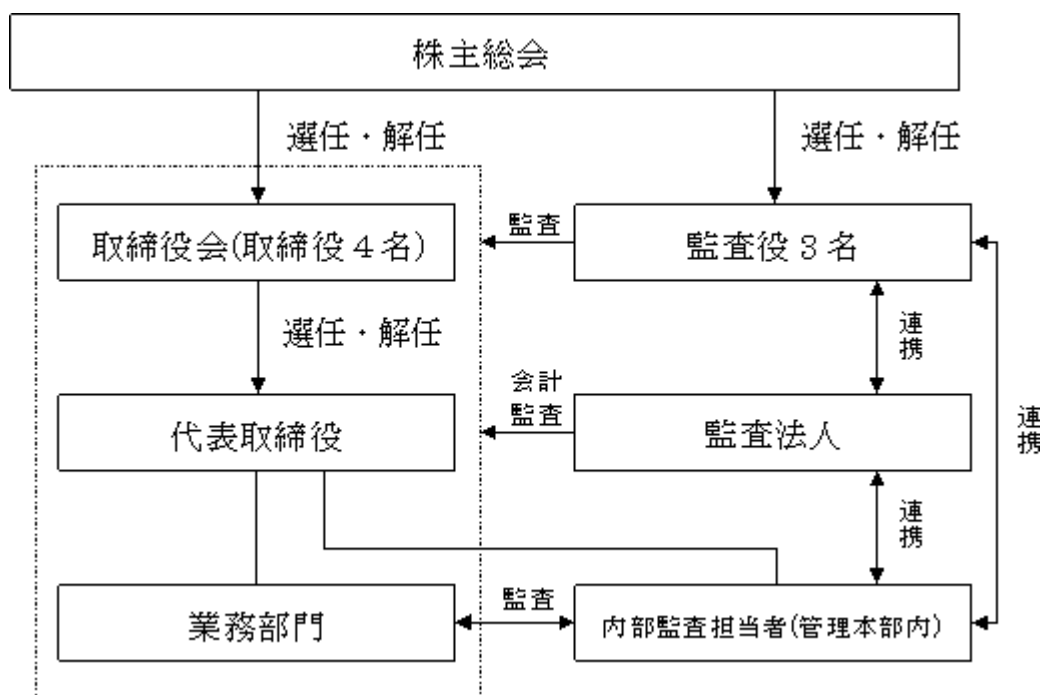 株主総会
選任・解任
選任・解任
取締役会(取締役４名)
監査
監査役３名
選任・解任
連携
会計
監査
代表取締役
監査法人
連携
連携
業務部門
監査
内部監査担当者(管理本部内)